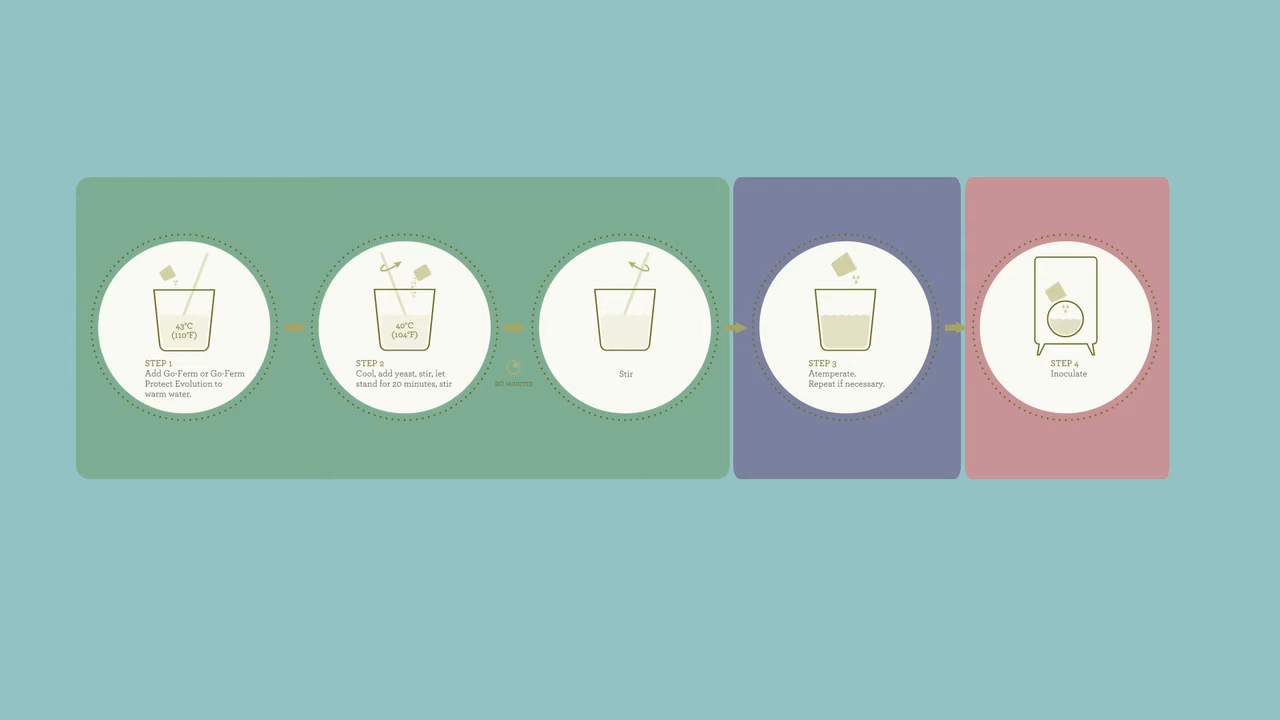 43°C
(110°F)
STEP 1
Add Go-Ferm or Go-Ferm
Protect Evolution to
warm water.
40°C
(104°F)
STEP 2
Cool, add yeast, stir, let
stand for 20 minutes, stir
20 MINUTES
Stir
STEP 3
Atemperate.
Repeat if necessary.
STEP 4
Inoculate